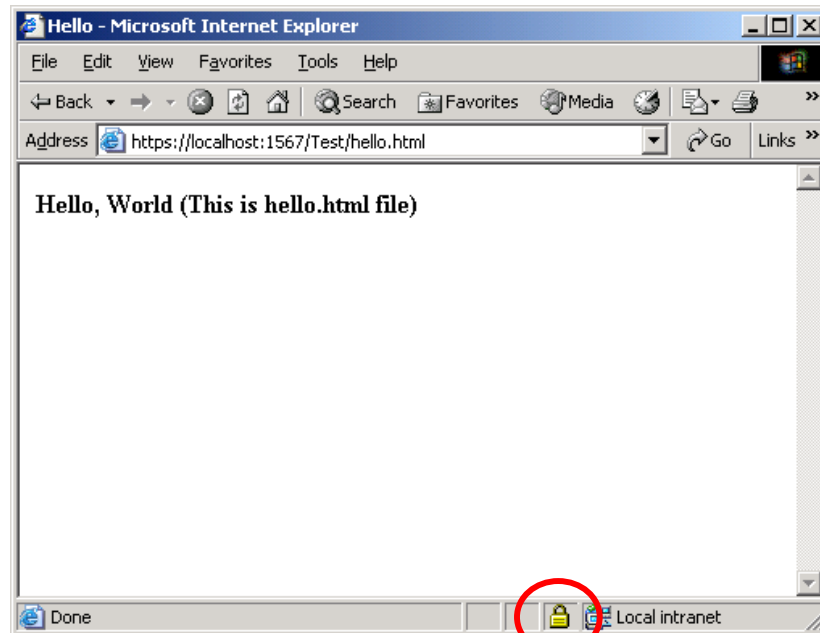 Hello - Microsoft Internet Explorer
File Edit View Favorites Tools Help
Back Search Favorites Media »
Address https://localhost:1567/Test/hello.html Go Links »
Hello, World (This is hello.html file)
Done Local intranet